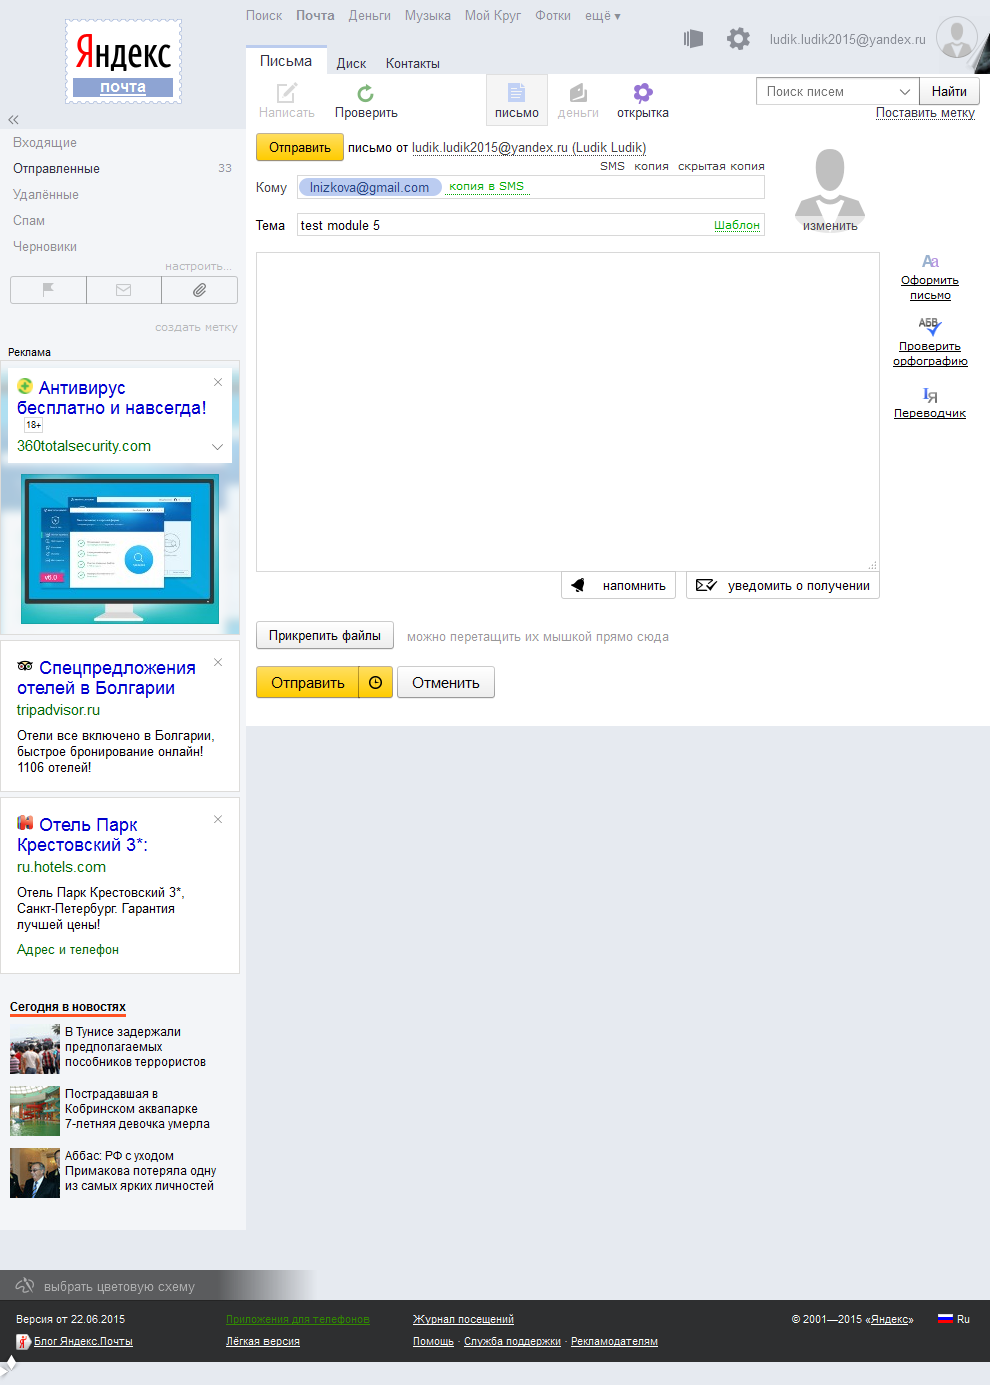 Поиск Почта Деньги Музыка Мой Круг Фотки ещё ▾
Яндекс
почта
ludik.ludik2015@yandex.ru
Письма Диск Контакты
Написать Проверить письмо деньги открытка
Поиск писем Найти
Поставить метку
Входящие
Отправленные 33
Удалённые
Спам
Черновики
настроить...
создать метку
Отправить письмо от ludik.ludik2015@yandex.ru (Ludik Ludik)
SMS копия скрытая копия
Кому lnizkova@gmail.com копия в SMS
Тема test module 5 Шаблон
изменить
Aa
Оформить
письмо
АБВ
Проверить
орфографию
Iя
Переводчик
напомнить уведомить о получении
Прикрепить файлы можно перетащить их мышкой прямо сюда
Отправить Отменить
Реклама
Антивирус
бесплатно и навсегда!
18+
360totalsecurity.com
v6.0
Спецпредложения
отелей в Болгарии
tripadvisor.ru
Отели все включено в Болгарии,
быстрое бронирование онлайн!
1106 отелей!
Отель Парк
Крестовский 3*:
ru.hotels.com
Отель Парк Крестовский 3*,
Санкт-Петербург. Гарантия
лучшей цены!
Адрес и телефон
Сегодня в новостях
В Тунисе задержали
предполагаемых
пособников террористов
Пострадавшая в
Кобринском аквапарке
7-летняя девочка умерла
Аббас: РФ с уходом
Примакова потеряла одну
из самых ярких личностей
выбрать цветовую схему
Версия от 22.06.2015 Приложения для телефонов Журнал посещений © 2001—2015 «Яндекс» Ru
Блог Яндекс.Почты Лёгкая версия Помощь · Служба поддержки · Рекламодателям